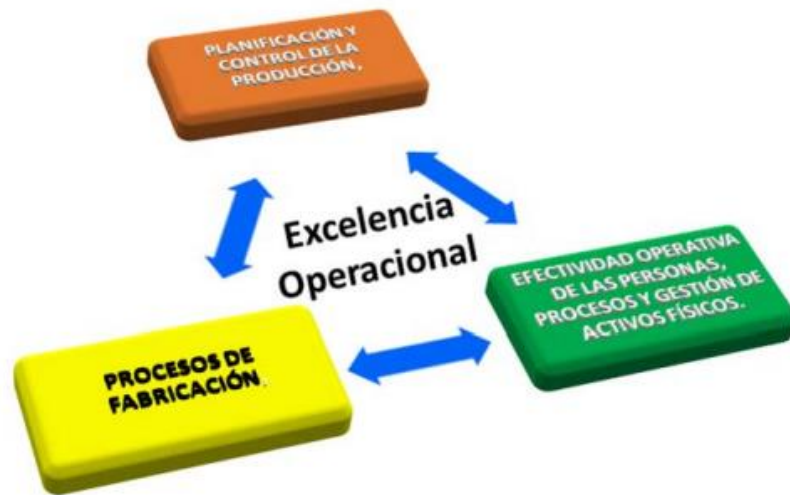 PLANIFICACIÓN Y
CONTROL DE LA
PRODUCCIÓN,
Excelencia
Operacional
EFECTIVIDAD OPERATIVA
DE LAS PERSONAS,
PROCESOS Y GESTIÓN DE
ACTIVOS FÍSICOS.
PROCESOS DE
FABRICACIÓN.